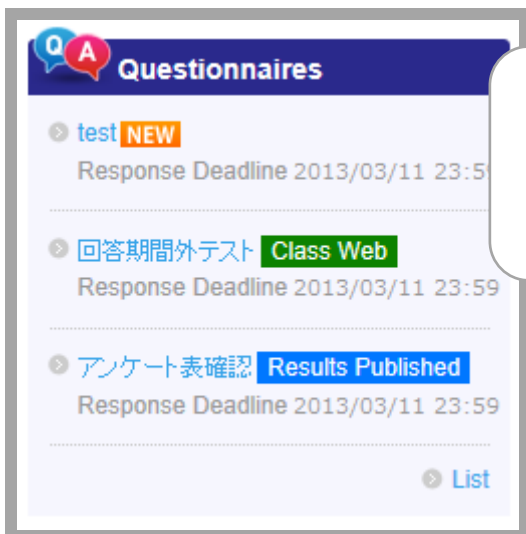 Q A
Questionnaires
test NEW
Response Deadline 2013/03/11 23:5
回答期間外テスト Class Web
Response Deadline 2013/03/11 23:59
アンケート表確認 Results Published
Response Deadline 2013/03/11 23:59
List